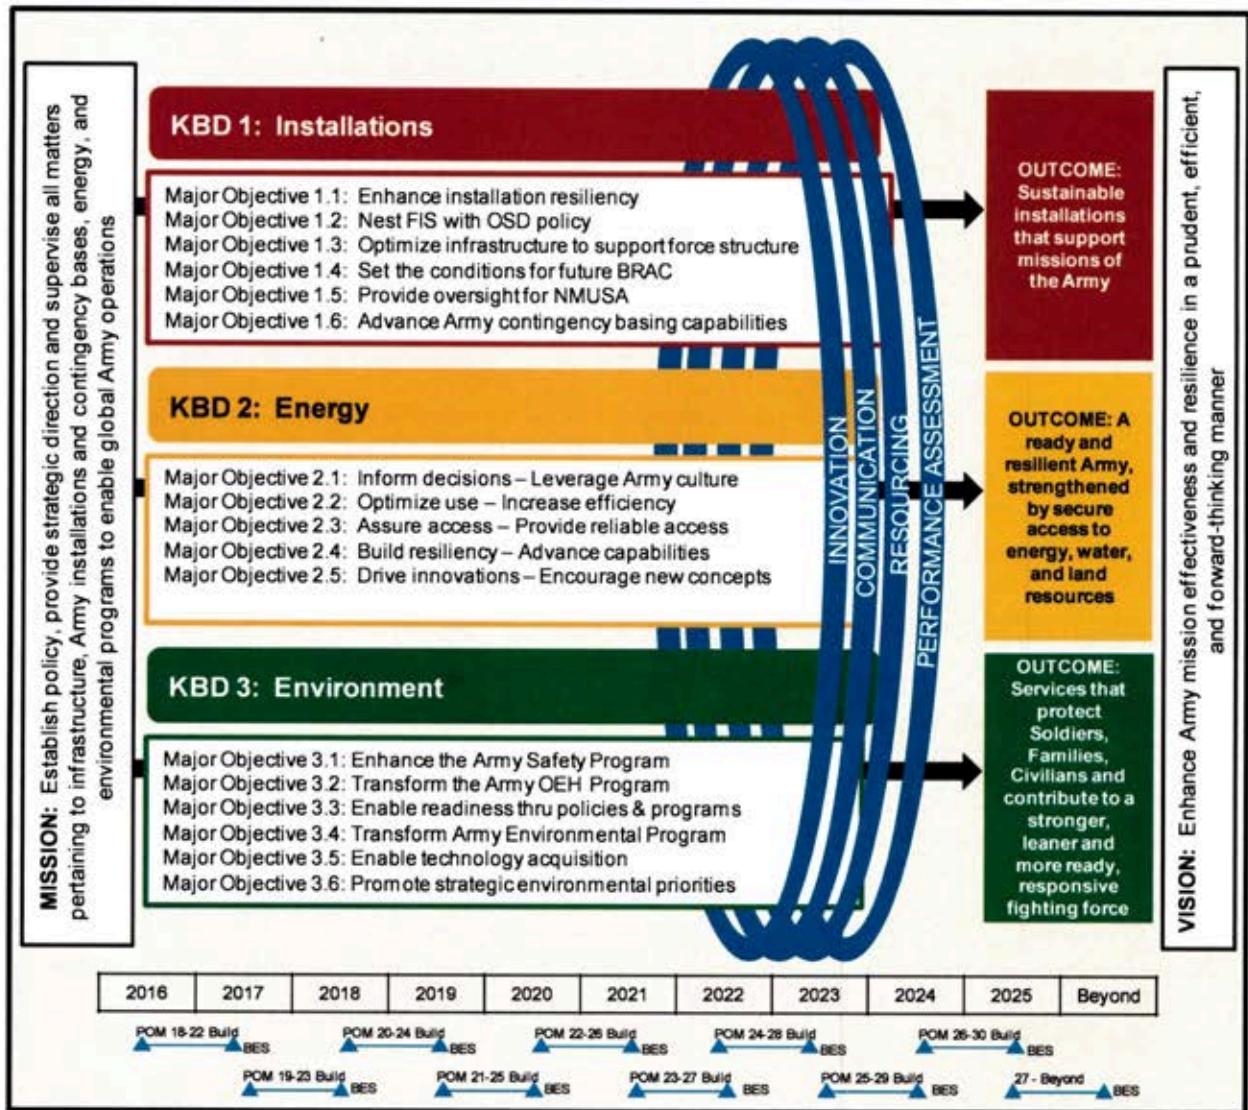 MISSION: Establish policy, provide strategic direction and supervise all matters
pertaining to infrastructure, Army installations and contingency bases, energy, and
environmental programs to enable global Army operations
KBD 1: Installations
Major Objective 1.1: Enhance installation resiliency
Major Objective 1.2: Nest FIS with OSD policy
Major Objective 1.3: Optimize infrastructure to support force structure
Major Objective 1.4: Set the conditions for future BRAC
Major Objective 1.5: Provide oversight for NMUSA
Major Objective 1.6: Advance Army contingency basing capabilities
KBD 2: Energy
Major Objective 2.1: Inform decisions – Leverage Army culture
Major Objective 2.2: Optimize use – Increase efficiency
Major Objective 2.3: Assure access – Provide reliable access
Major Objective 2.4: Build resiliency – Advance capabilities
Major Objective 2.5: Drive innovations – Encourage new concepts
KBD 3: Environment
Major Objective 3.1: Enhance the Army Safety Program
Major Objective 3.2: Transform the Army OEH Program
Major Objective 3.3: Enable readiness thru policies & programs
Major Objective 3.4: Transform Army Environmental Program
Major Objective 3.5: Enable technology acquisition
Major Objective 3.6: Promote strategic environmental priorities
INNOVATION
COMMUNICATION
RESOURCING
PERFORMANCE ASSESSMENT
OUTCOME:
Sustainable
installations
that support
missions of
the Army
OUTCOME: A
ready and
resilient Army,
strengthened
by secure
access to
energy, water,
and land
resources
OUTCOME:
Services that
protect
Soldiers,
Families,
Civilians and
contribute to a
stronger,
leaner and
more ready,
responsive
fighting force
VISION: Enhance Army mission effectiveness and resilience in a prudent, efficient,
and forward-thinking manner
2016 2017 2018 2019 2020 2021 2022 2023 2024 2025 Beyond
POM 18-22 Build BES POM 20-24 Build BES POM 22-26 Build BES POM 24-28 Build BES POM 26-30 Build BES
POM 19-23 Build BES POM 21-25 Build BES POM 23-27 Build BES POM 25-29 Build BES 27 - Beyond BES